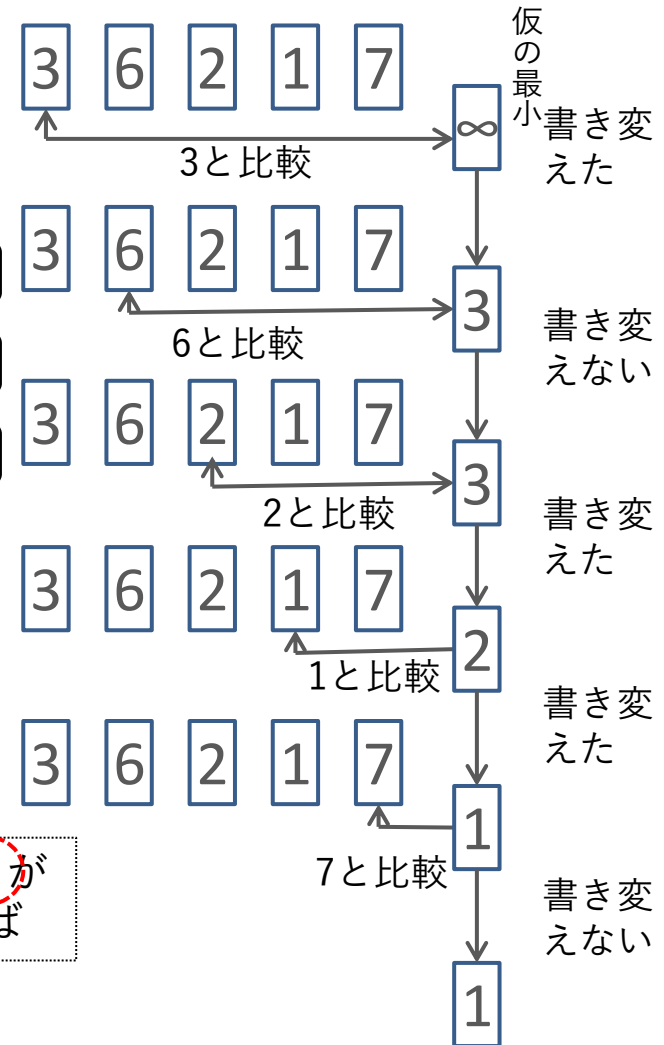 仮の最小
3 6 2 1 7
∞
書き変
えた
3と比較
3 6 2 1 7
3
書き変
えない
6と比較
3 6 2 1 7
3
書き変
えた
2と比較
3 6 2 1 7
2
書き変
えた
1と比較
3 6 2 1 7
1
書き変
えない
7と比較
が
ば
1